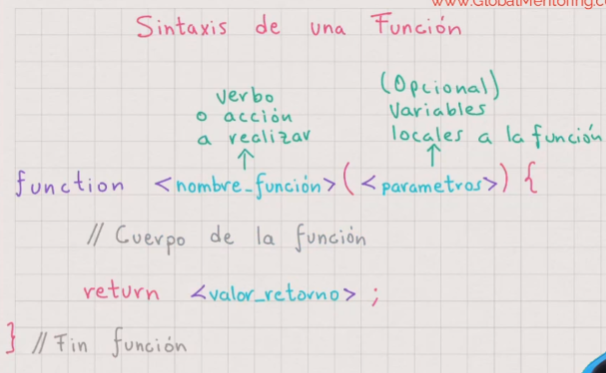 www.GlobalMentoring.c
Sintaxis de una Función
verbo
o acción
a realizar
(Opcional)
Variables
locales a la función
function <nombre_función> (<parametros>) {
// Cuerpo de la función
return <valor_retorno> ;
} // Fin función